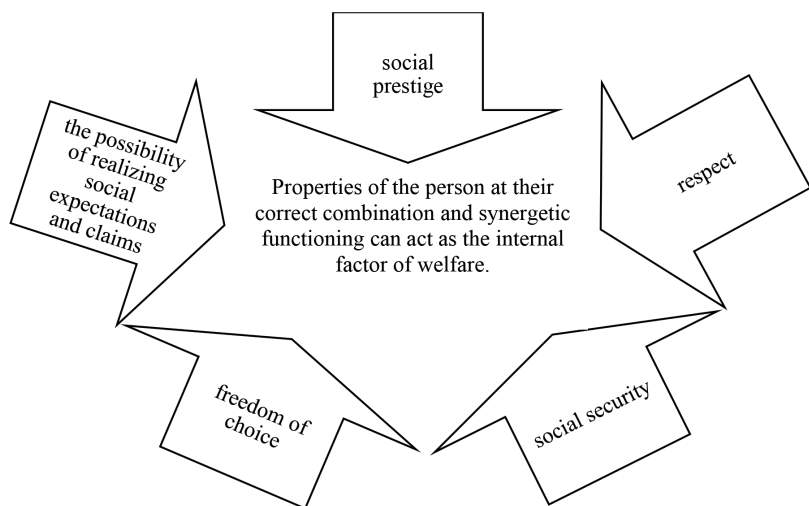 social
prestige
the possibility
of realizing
social
expectations
and claims
respect
Properties of the person at their
correct combination and synergetic
functioning can act as the internal
factor of welfare.
freedom of
choice
social security